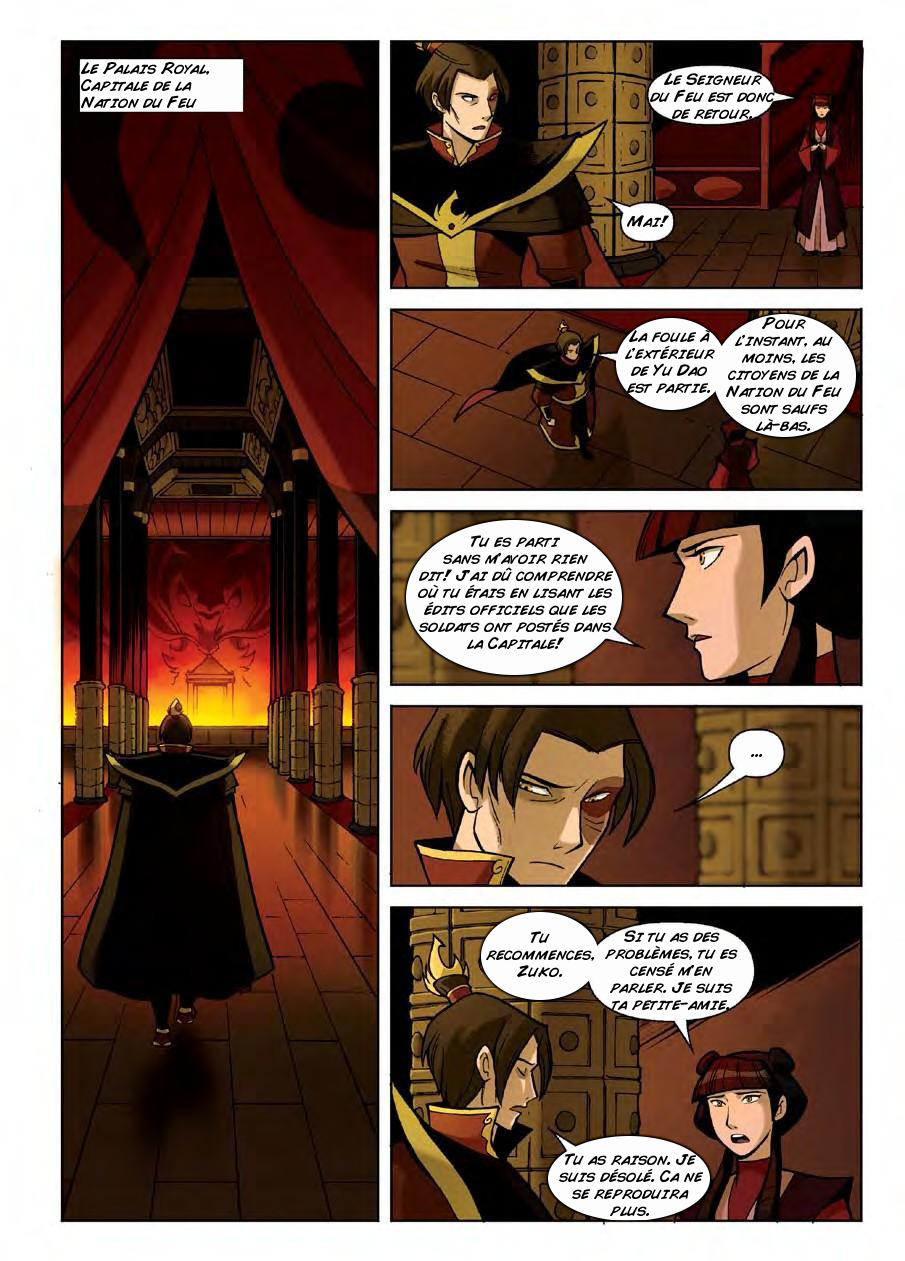 Le Palais Royal,
Capitale de la
Nation du Feu
Le Seigneur
du Feu est donc
de retour.
Mai!
La foule à
l'extérieur
de Yu Dao
est partie.
Pour
l'instant, au
moins, les
citoyens de la
Nation du Feu
sont saufs
là-bas.
Tu es parti
sans m'avoir rien
dit! J'ai dû comprendre
où tu étais en lisant les
édits officiels que les
soldats ont postés dans
la Capitale!
...
Tu
recommences,
Zuko.
Si tu as des
problèmes, tu es
censé m'en
parler. Je suis
ta petite-amie.
Tu as raison. Je
suis désolé. Ca ne
se reproduira
plus.